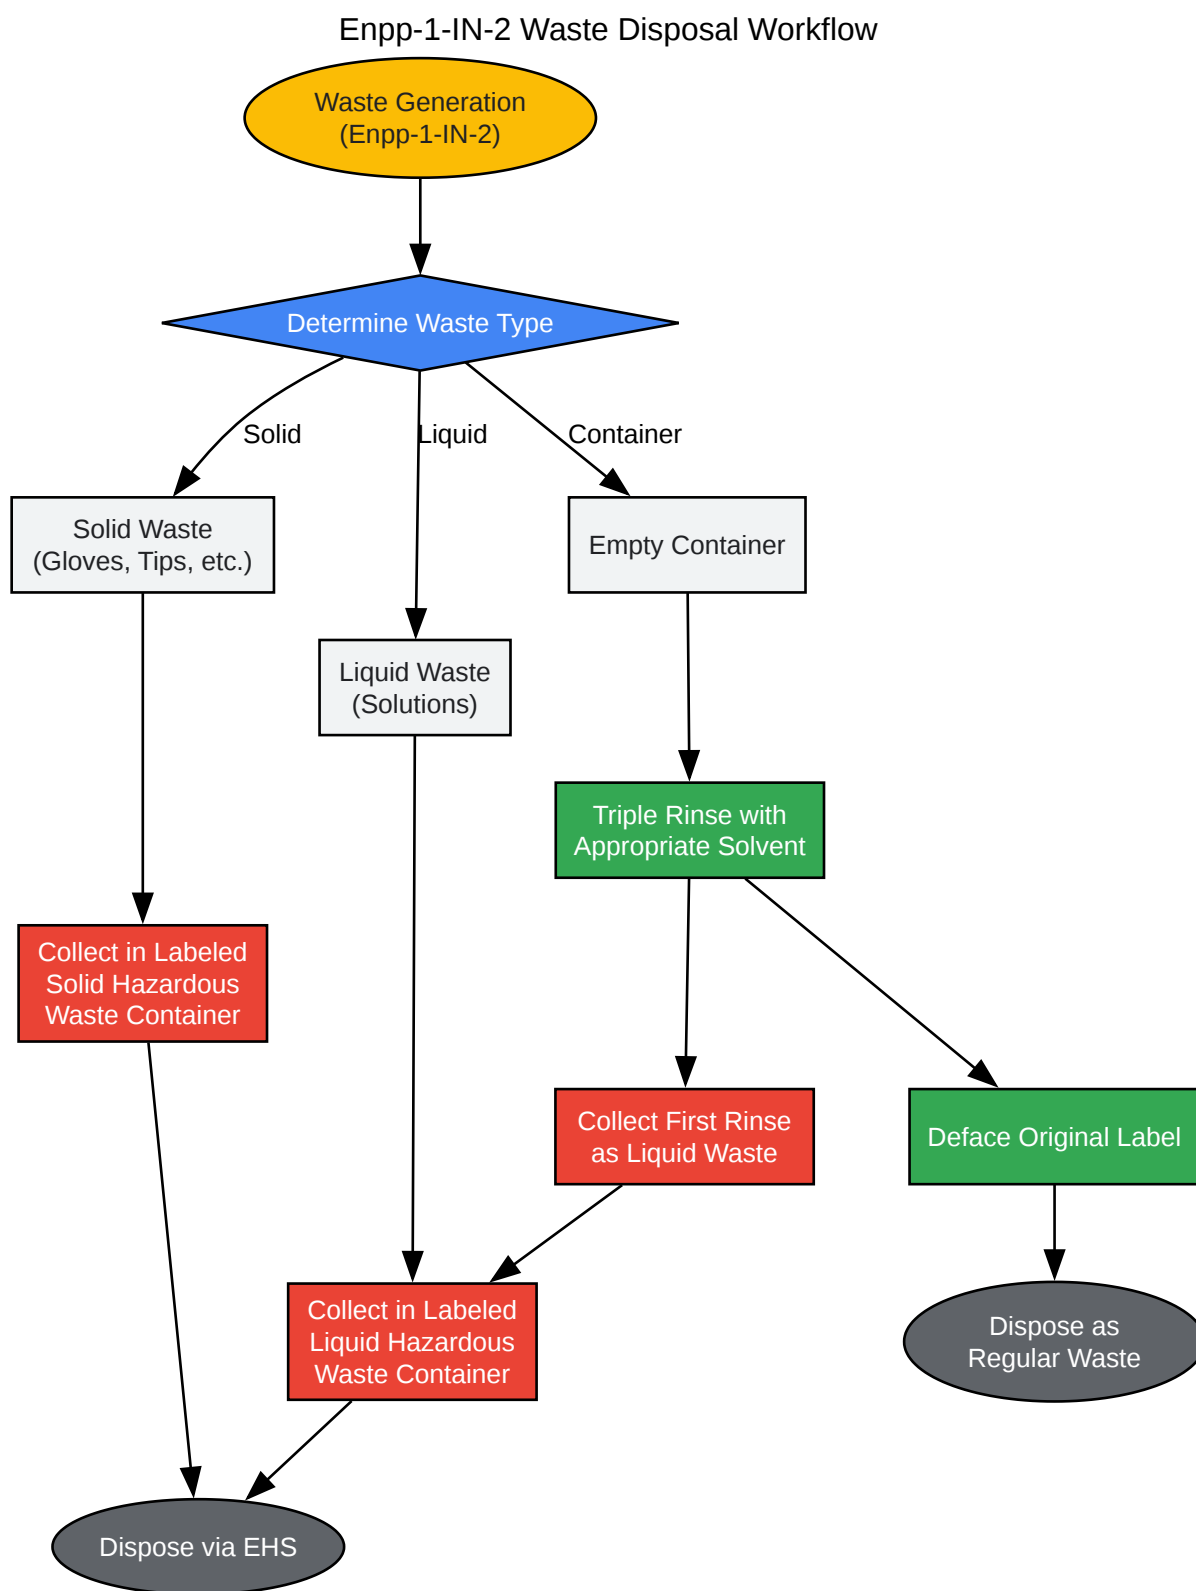 Enpp-1-IN-2 Waste Disposal Workflow
Waste Generation
(Enpp-1-IN-2)
Determine Waste Type
Solid
Liquid
Container
Solid Waste
(Gloves, Tips, etc.)
Empty Container
Liquid Waste
(Solutions)
Triple Rinse with
Appropriate Solvent
Collect in Labeled
Solid Hazardous
Waste Container
Collect First Rinse
as Liquid Waste
Deface Original Label
Collect in Labeled
Liquid Hazardous
Waste Container
Dispose as
Regular Waste
Dispose via EHS